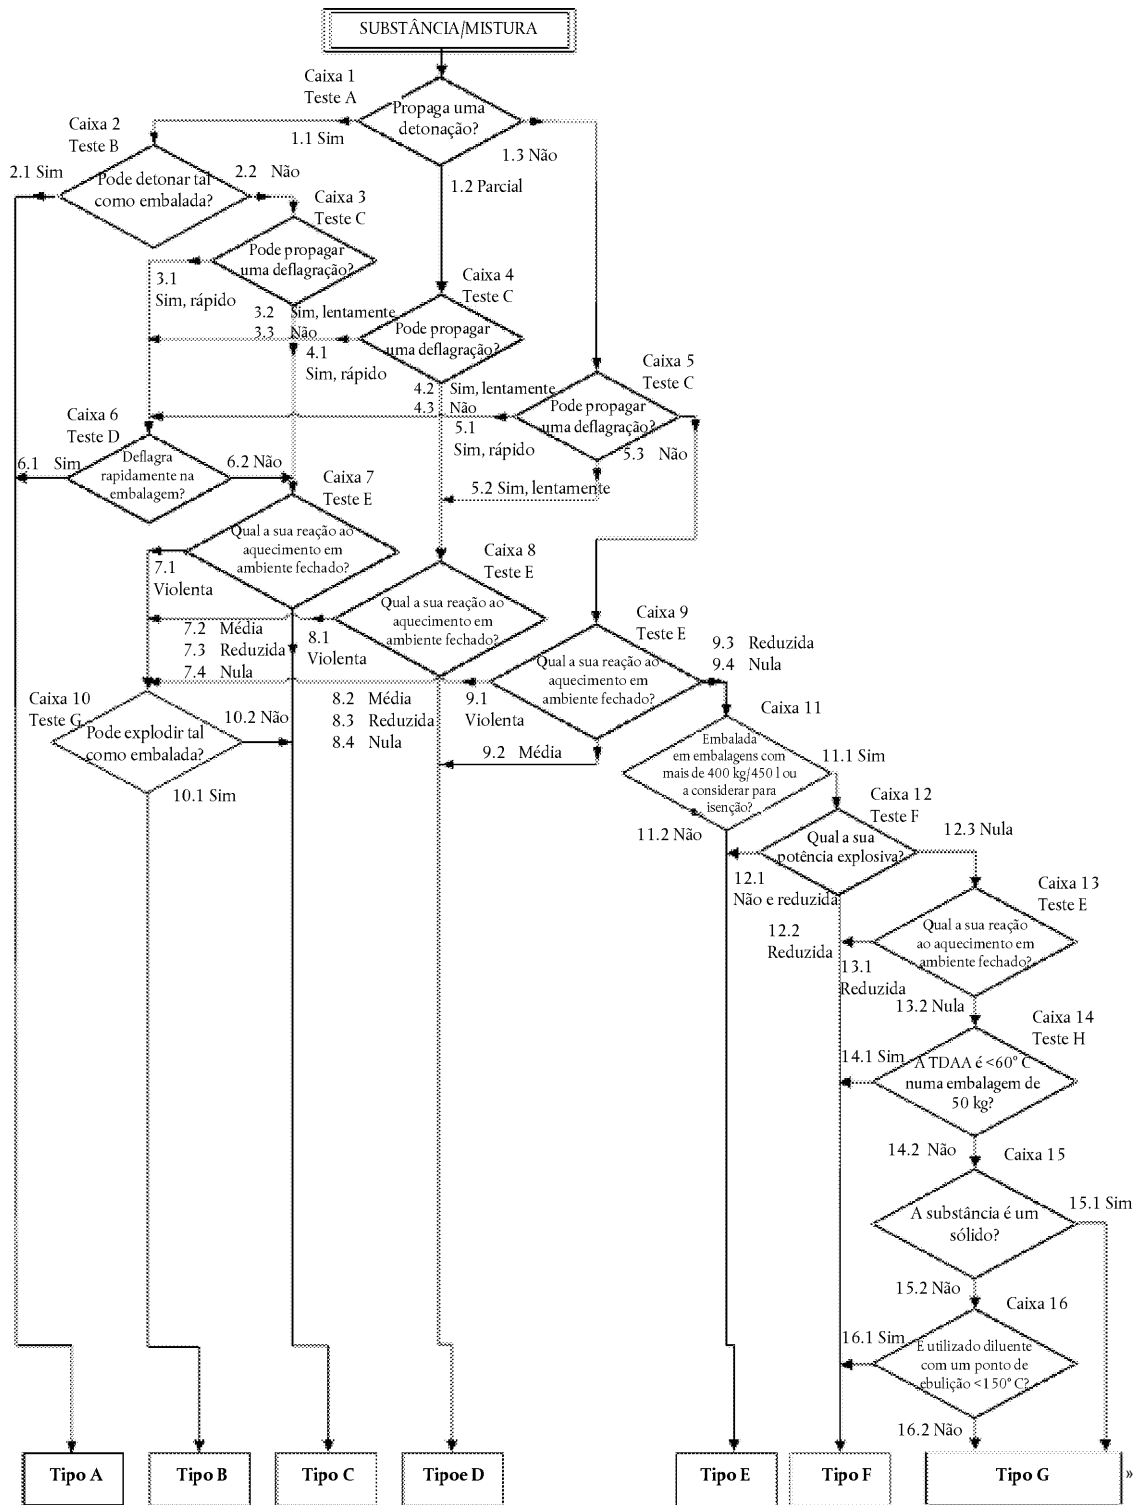 SUBSTÂNCIA/MISTURA
Caixa 1
Teste A
Propaga uma
detonação?
1.1 Sim
1.2 Parcial
1.3 Não
Caixa 2
Teste B
Pode detonar tal
como embalada?
2.1 Sim
2.2 Não
Caixa 3
Teste C
Pode propagar
uma deflagração?
3.1
Sim, rápido
3.2 Sim, lentamente
3.3 Não
Caixa 4
Teste C
Pode propagar
uma deflagração?
4.1
Sim, rápido
4.2 Sim, lentamente
4.3 Não
Caixa 5
Teste C
Pode propagar
uma deflagração?
5.1
Sim, rápido
5.2 Sim, lentamente
5.3 Não
Caixa 6
Teste D
Deflagra
rapidamente na
embalagem?
6.1 Sim
6.2 Não
Caixa 7
Teste E
Qual a sua reação ao
aquecimento em
ambiente fechado?
7.1
Violenta
7.2 Média
7.3 Reduzida
7.4 Nula
Caixa 8
Teste E
Qual a sua reação ao
aquecimento em
ambiente fechado?
8.1
Violenta
8.2 Média
8.3 Reduzida
8.4 Nula
Caixa 9
Teste E
Qual a sua reação ao
aquecimento em
ambiente fechado?
9.1
Violenta
9.2 Média
9.3 Reduzida
9.4 Nula
Caixa 10
Teste G
Pode explodir tal
como embalada?
10.1 Sim
10.2 Não
Caixa 11
Embalada
em embalagens com
mais de 400 kg/450 l ou
a considerar para
isenção?
11.1 Sim
11.2 Não
Caixa 12
Teste F
Qual a sua
potência explosiva?
12.1
Não e reduzida
12.2
Reduzida
12.3 Nula
Caixa 13
Teste E
Qual a sua reação
ao aquecimento em
ambiente fechado?
13.1
Reduzida
13.2 Nula
Caixa 14
Teste H
A TDAA é <60° C
numa embalagem de
50 kg?
14.1 Sim
14.2 Não
Caixa 15
A substância é um
sólido?
15.1 Sim
15.2 Não
Caixa 16
É utilizado diluente
com um ponto de
ebulição <150° C?
16.1 Sim
16.2 Não
Tipo A
Tipo B
Tipo C
Tipoe D
Tipo E
Tipo F
Tipo G
»